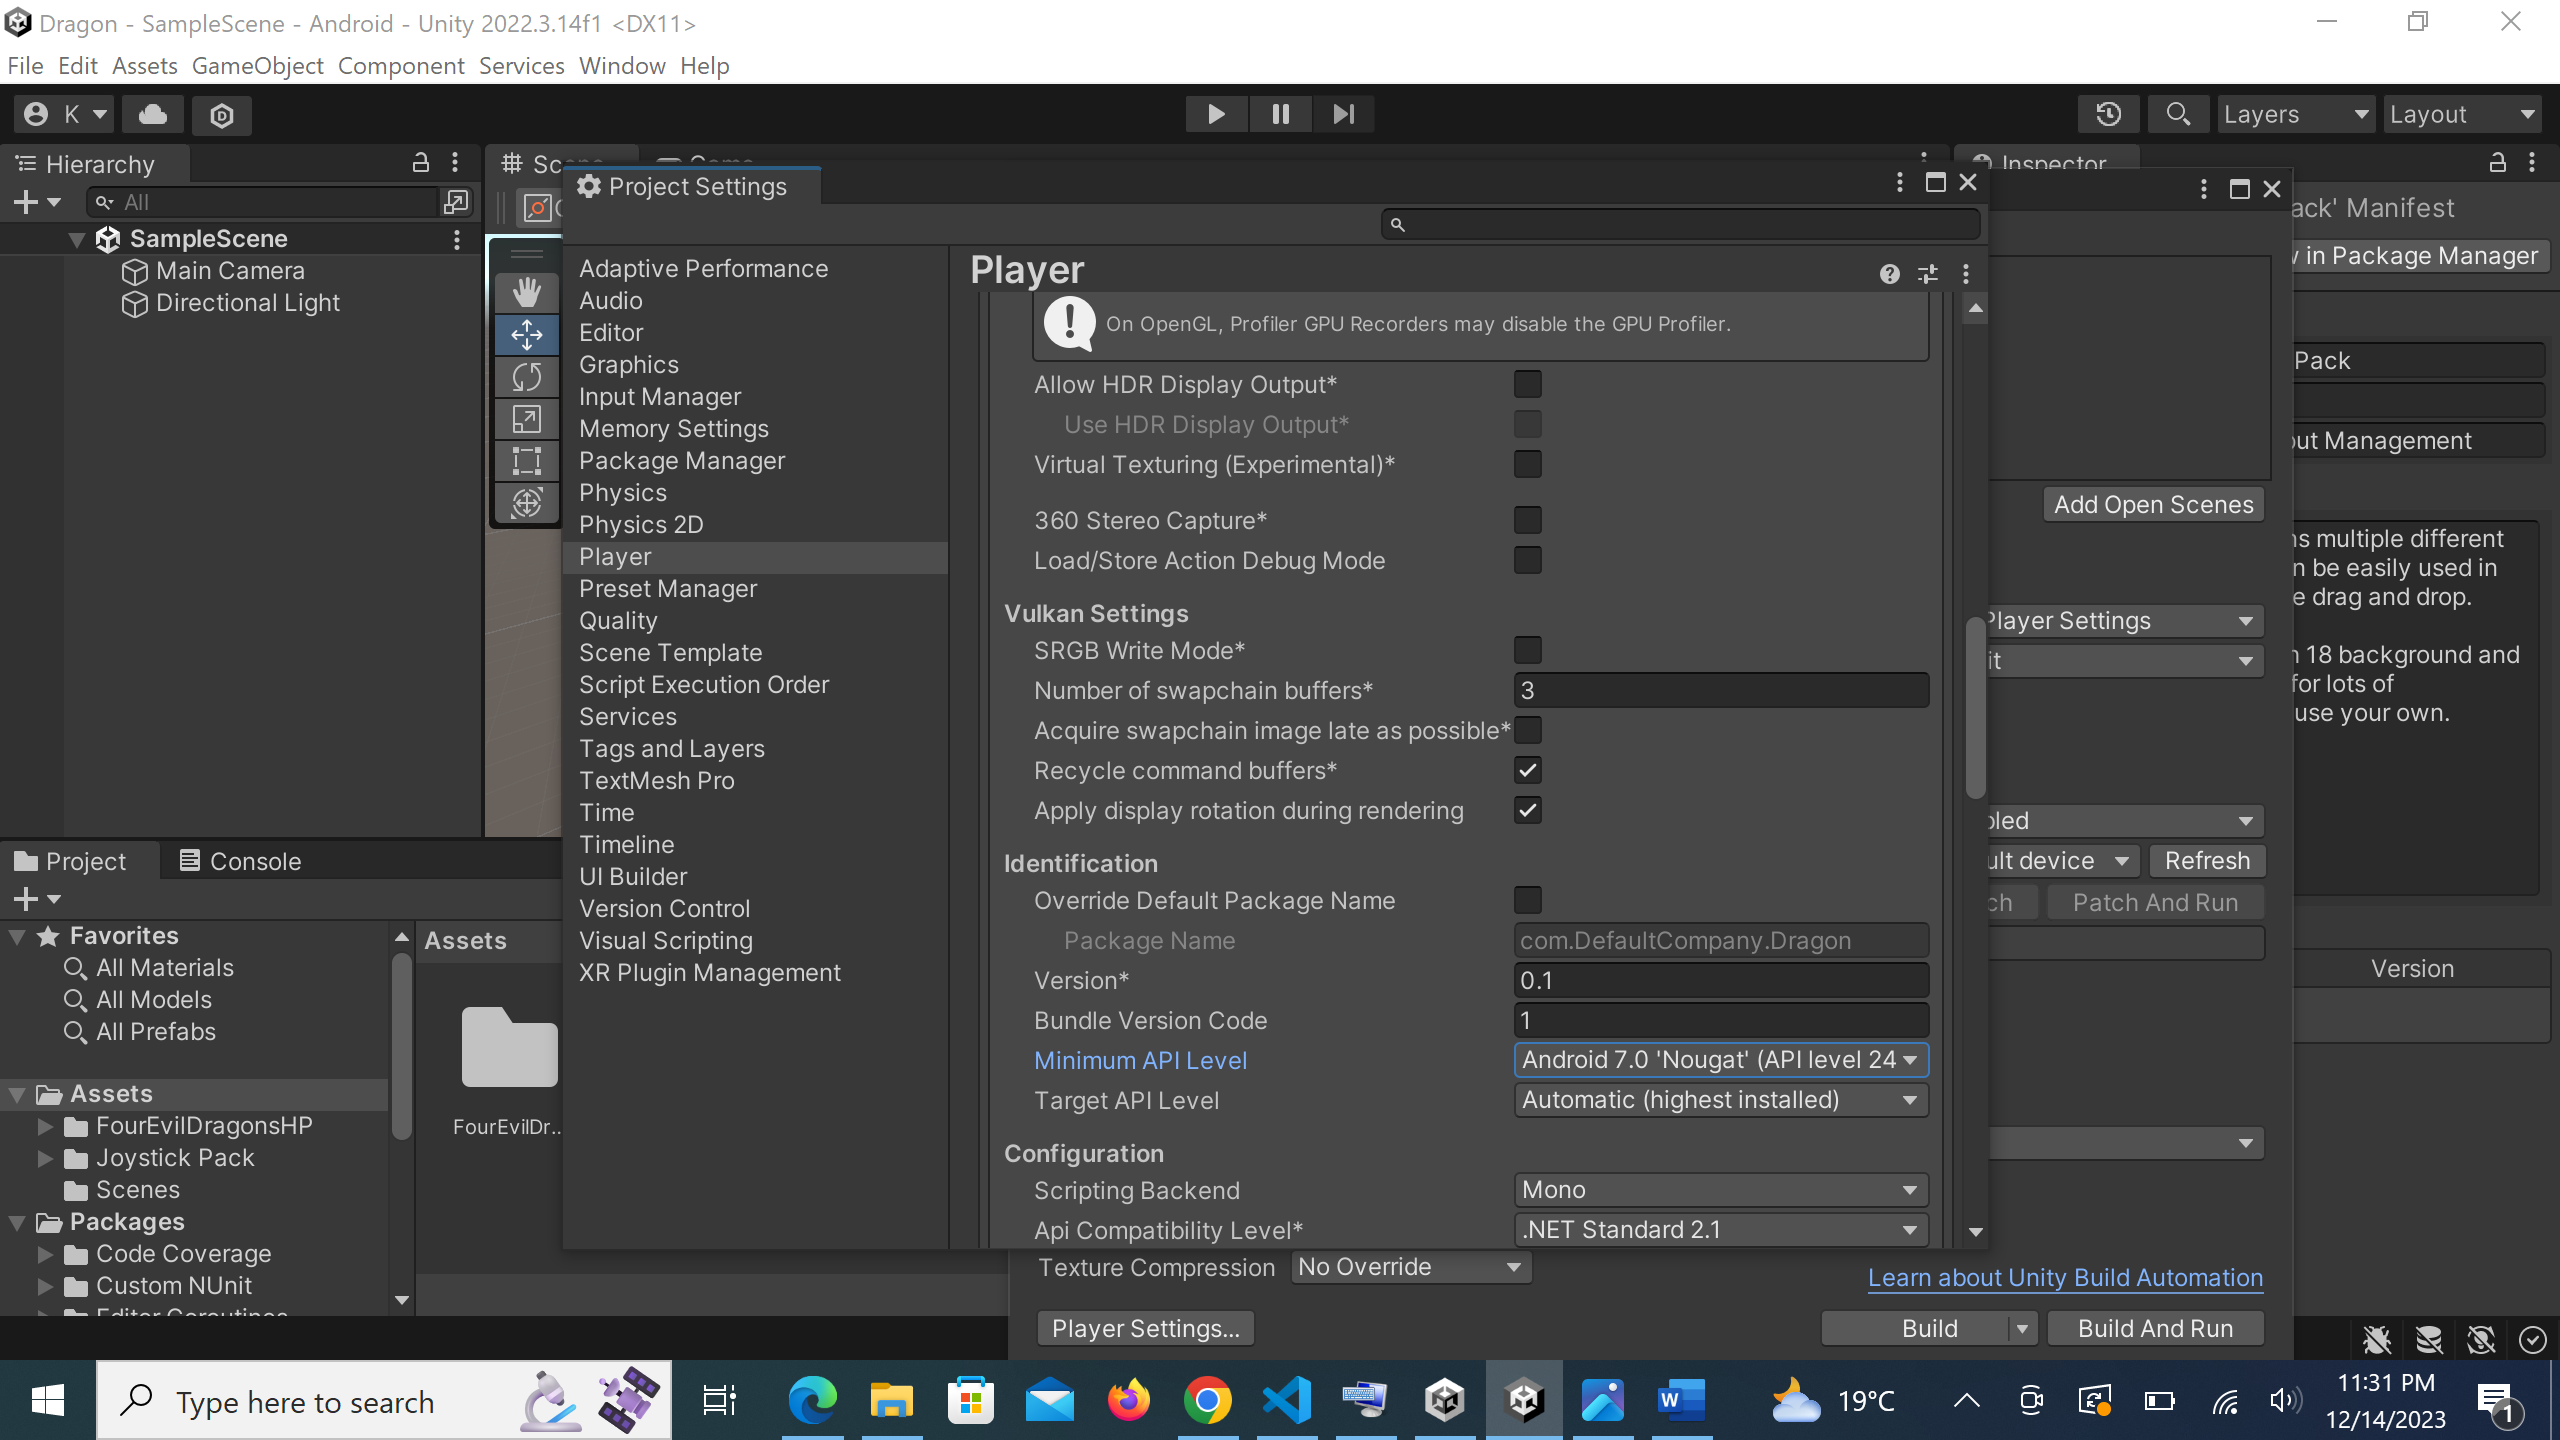 Dragon - SampleScene - Android - Unity 2022.3.14f1 <DX11>
File Edit Assets GameObject Component Services Window Help
K
Layers
Layout
Hierarchy
All
SampleScene
Main Camera
Directional Light
Project Settings
Inspector
Adaptive Performance
Audio
Editor
Graphics
Input Manager
Memory Settings
Package Manager
Physics
Physics 2D
Player
Preset Manager
Quality
Scene Template
Script Execution Order
Services
Tags and Layers
TextMesh Pro
Time
Timeline
UI Builder
Version Control
Visual Scripting
XR Plugin Management
Player
On OpenGL, Profiler GPU Recorders may disable the GPU Profiler.
Allow HDR Display Output*
Use HDR Display Output*
Virtual Texturing (Experimental)*
360 Stereo Capture*
Load/Store Action Debug Mode
Vulkan Settings
SRGB Write Mode*
Number of swapchain buffers* 3
Acquire swapchain image late as possible*
Recycle command buffers*
Apply display rotation during rendering
Identification
Override Default Package Name
Package Name com.DefaultCompany.Dragon
Version* 0.1
Bundle Version Code 1
Minimum API Level Android 7.0 'Nougat' (API level 24
Target API Level Automatic (highest installed)
Configuration
Scripting Backend Mono
Api Compatibility Level* .NET Standard 2.1
Texture Compression No Override
Learn about Unity Build Automation
Player Settings...
Build
Build And Run
ack' Manifest
in Package Manager
Pack
out Management
Add Open Scenes
Player Settings
it
ns multiple different
n be easily used in
e drag and drop.
n 18 background and
for lots of
use your own.
bled
ult device
Refresh
ch
Patch And Run
Version
Project
Console
Favorites
All Materials
All Models
All Prefabs
Assets
FourEvilDragonsHP
Joystick Pack
Scenes
Packages
Code Coverage
Custom NUnit
Editor Coroutines
Assets
FourEvilDr...
Type here to search
19°C
11:31 PM
12/14/2023
1